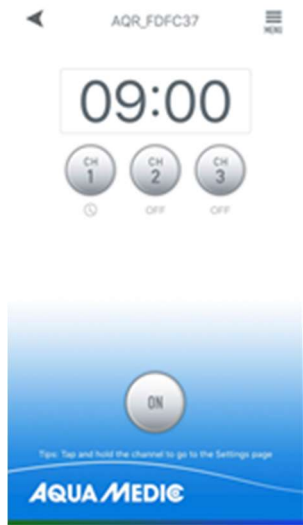 AQR_FDFC37
MENU
09:00
CH 1
CH 2
CH 3
OFF
OFF
ON
Tips: Tap and hold the channel to go to the Settings page
AQUA MEDIC